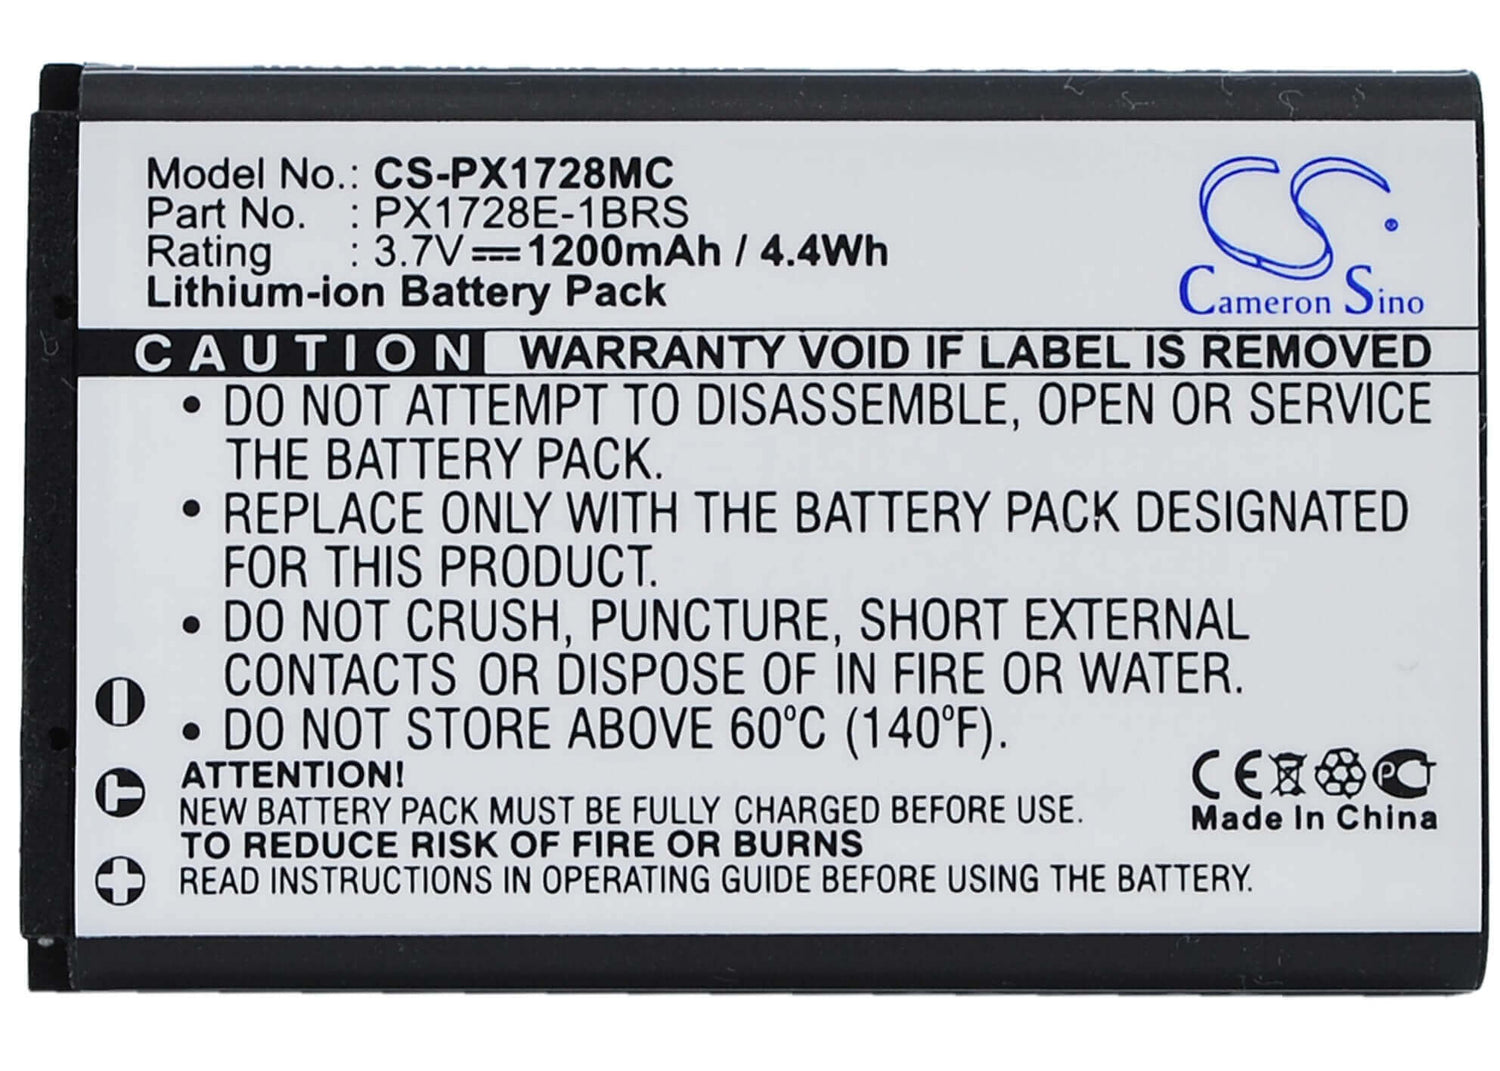 Model No.: CS-PX1728MC
Part No. : PX1728E-1BRS
Rating : 3.7V⎓1200mAh / 4.4Wh
Lithium-ion Battery Pack
CS
Cameron Sino
CAUTION WARRANTY VOID IF LABEL IS REMOVED
• DO NOT ATTEMPT TO DISASSEMBLE, OPEN OR SERVICE
THE BATTERY PACK.
• REPLACE ONLY WITH THE BATTERY PACK DESIGNATED
FOR THIS PRODUCT.
• DO NOT CRUSH, PUNCTURE, SHORT EXTERNAL
CONTACTS OR DISPOSE OF IN FIRE OR WATER.
• DO NOT STORE ABOVE 60°C (140°F).
ATTENTION!
NEW BATTERY PACK MUST BE FULLY CHARGED BEFORE USE.
TO REDUCE RISK OF FIRE OR BURNS
READ INSTRUCTIONS IN OPERATING GUIDE BEFORE USING THE BATTERY.
− T +
CE PCT
Made In China